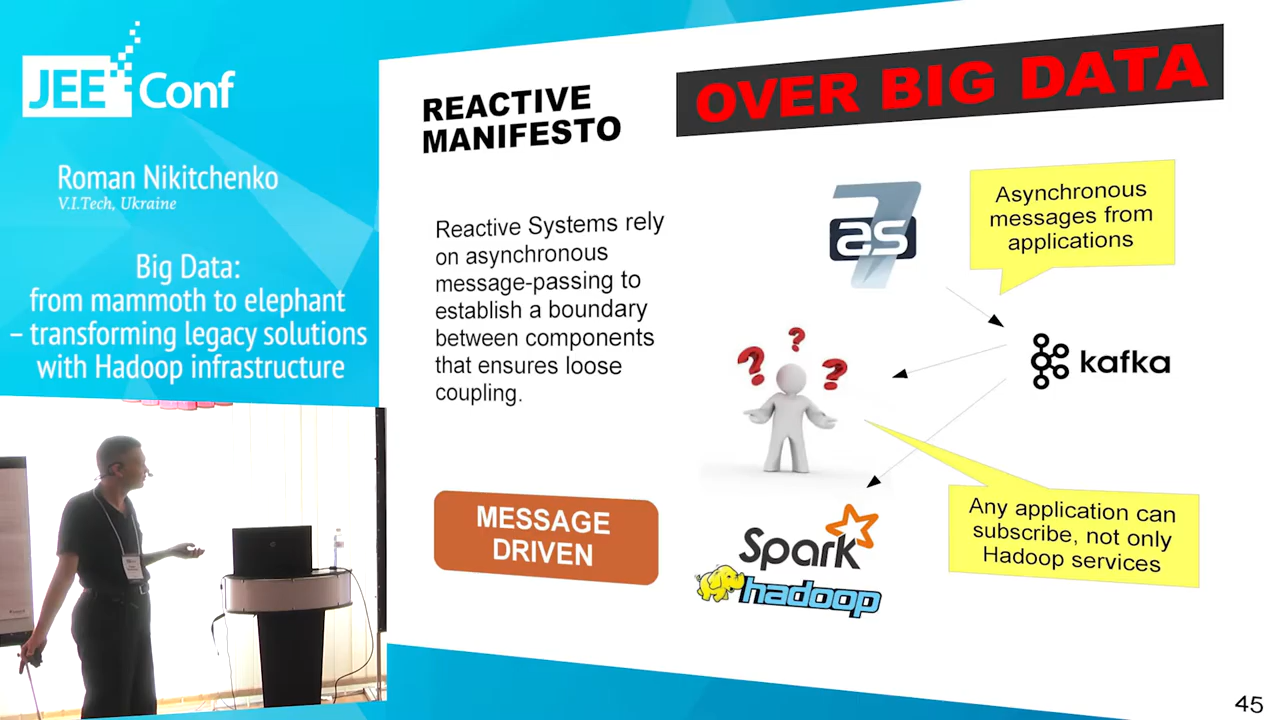 JEE Conf
Roman Nikitchenko
V.I.Tech, Ukraine
Big Data:
from mammoth to elephant
– transforming legacy solutions
with Hadoop infrastructure
REACTIVE
MANIFESTO
OVER BIG DATA
Reactive Systems rely
on asynchronous
message-passing to
establish a boundary
between components
that ensures loose
coupling.
MESSAGE
DRIVEN
as
7
Asynchronous
messages from
applications
kafka
? ? ?
Any application can
subscribe, not only
Hadoop services
Spark
hadoop
45